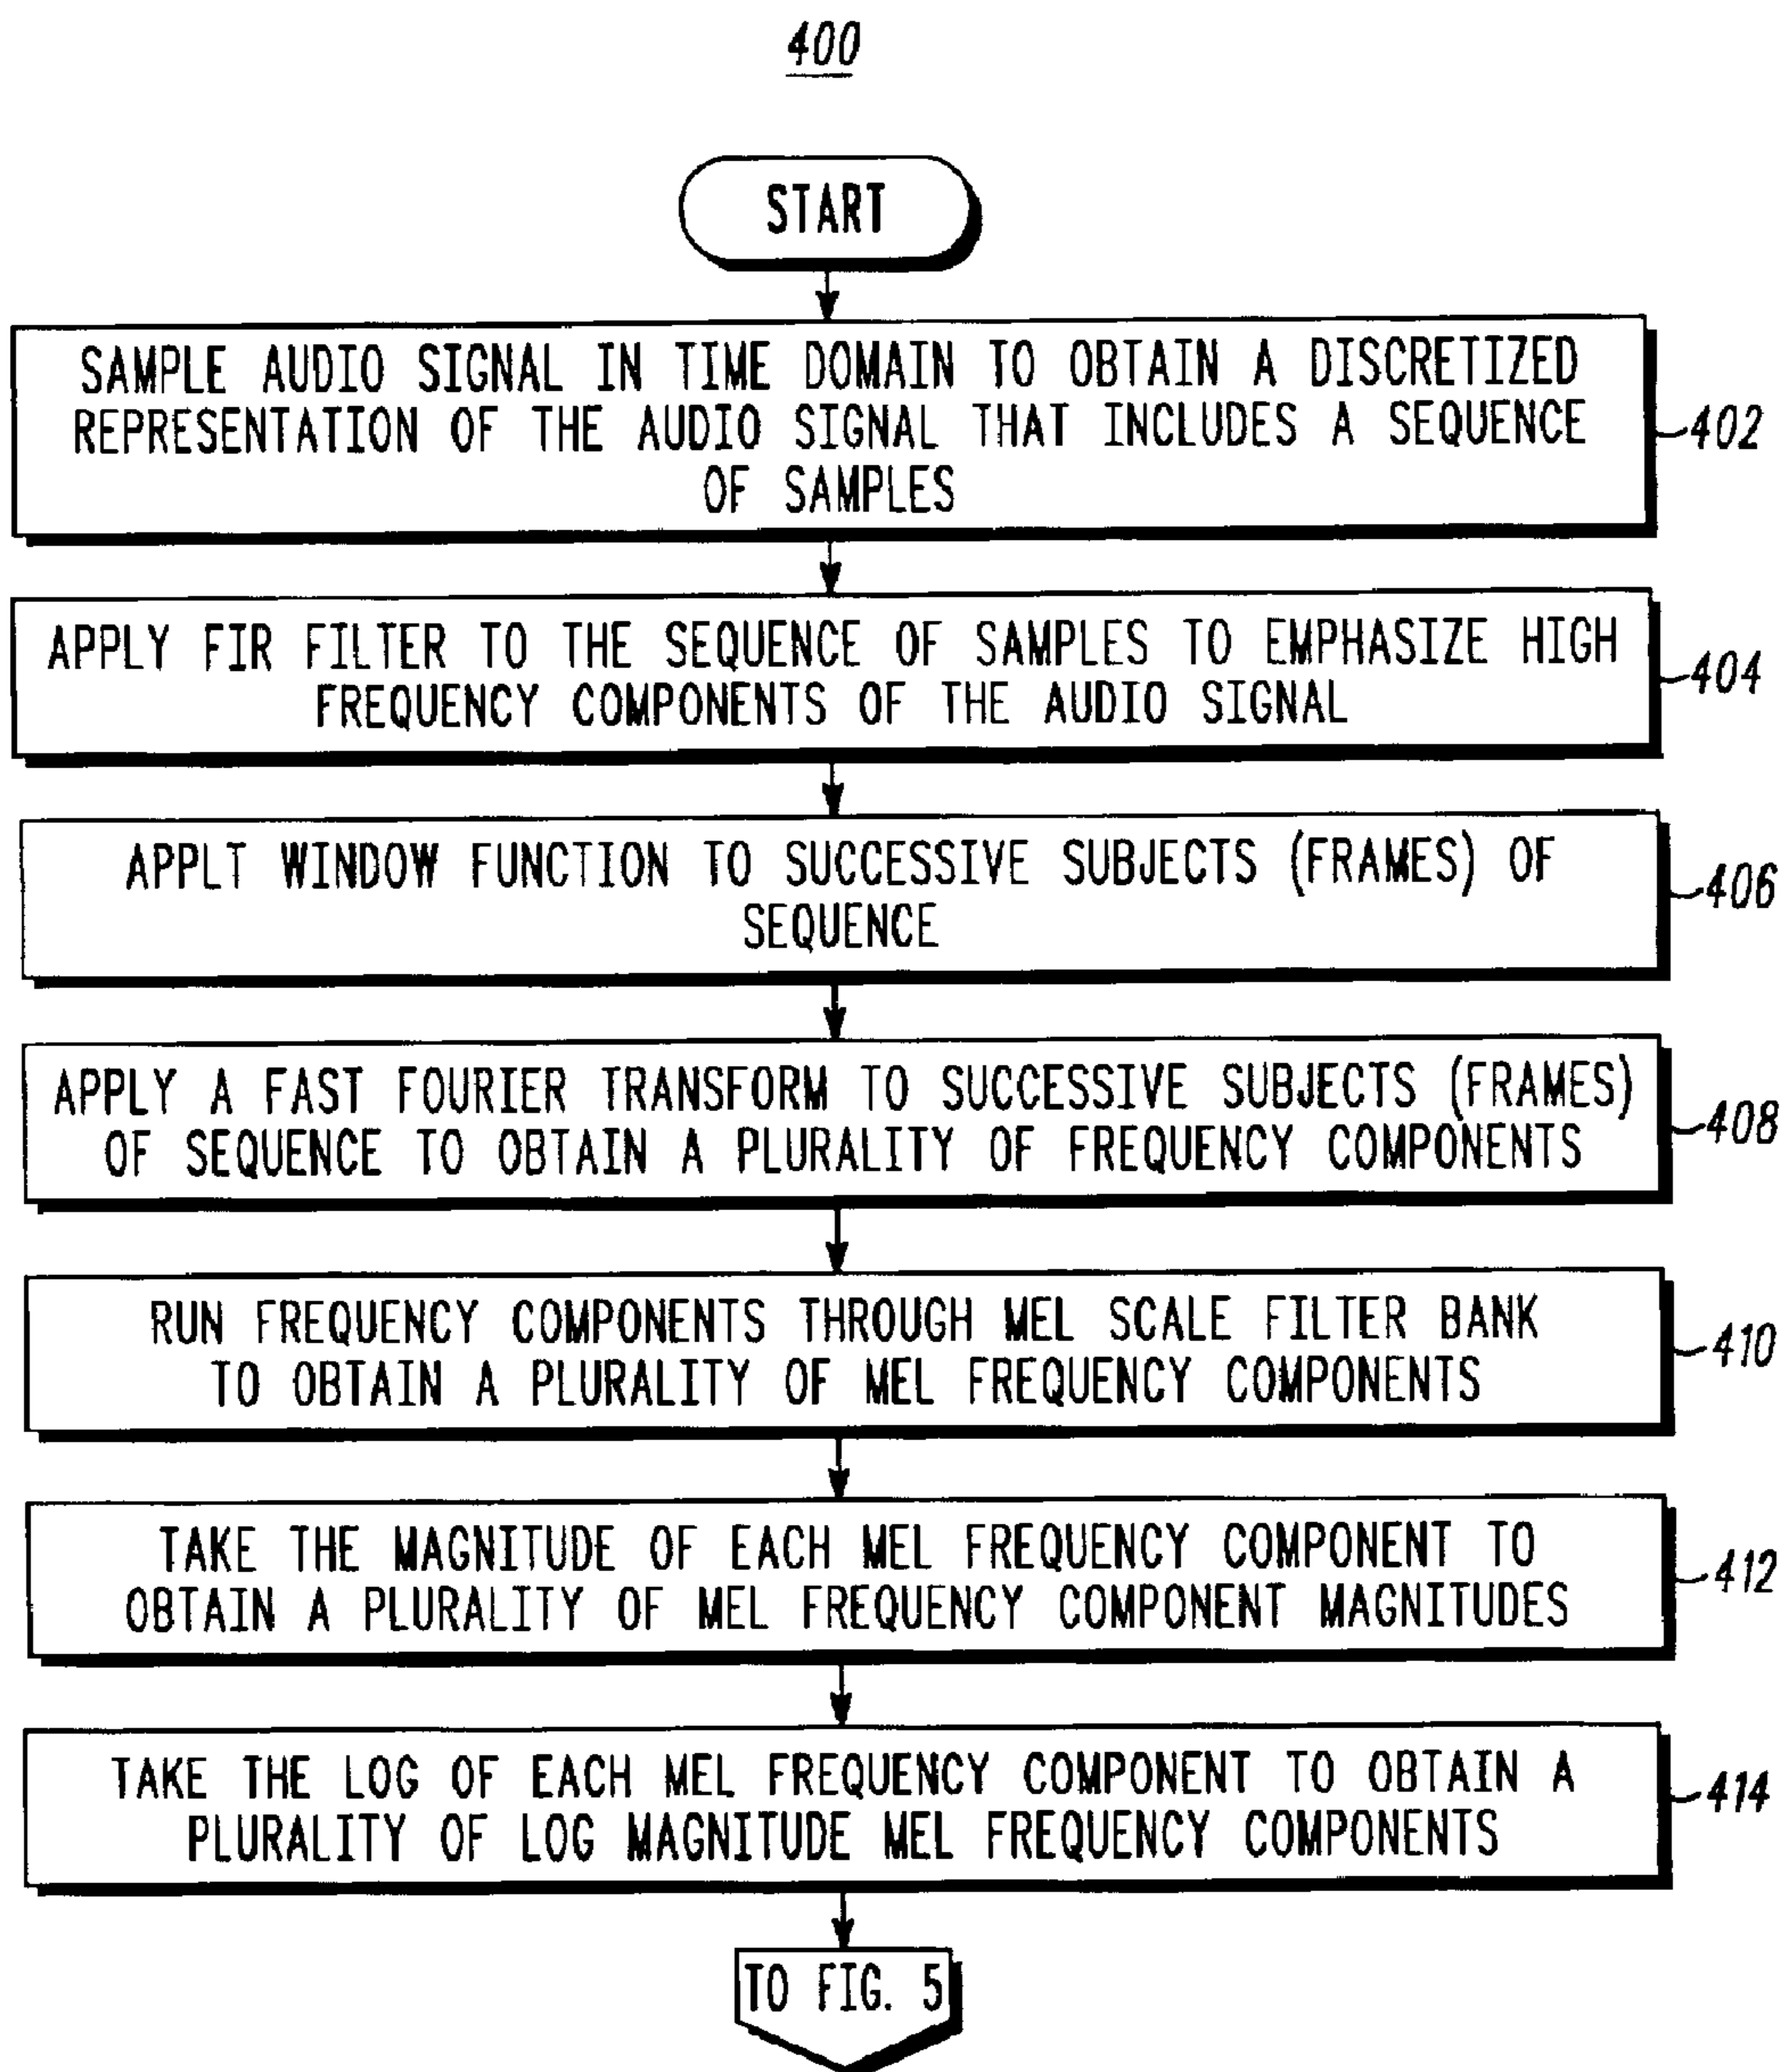 400
START
SAMPLE AUDIO SIGNAL IN TIME DOMAIN TO OBTAIN A DISCRETIZED
REPRESENTATION OF THE AUDIO SIGNAL THAT INCLUDES A SEQUENCE
OF SAMPLES
402
APPLY FIR FILTER TO THE SEQUENCE OF SAMPLES TO EMPHASIZE HIGH
FREQUENCY COMPONENTS OF THE AUDIO SIGNAL
404
APPLT WINDOW FUNCTION TO SUCCESSIVE SUBJECTS (FRAMES) OF
SEQUENCE
406
APPLY A FAST FOURIER TRANSFORM TO SUCCESSIVE SUBJECTS (FRAMES)
OF SEQUENCE TO OBTAIN A PLURALITY OF FREQUENCY COMPONENTS
408
RUN FREQUENCY COMPONENTS THROUGH MEL SCALE FILTER BANK
TO OBTAIN A PLURALITY OF MEL FREQUENCY COMPONENTS
410
TAKE THE MAGNITUDE OF EACH MEL FREQUENCY COMPONENT TO
OBTAIN A PLURALITY OF MEL FREQUENCY COMPONENT MAGNITUDES
412
TAKE THE LOG OF EACH MEL FREQUENCY COMPONENT TO OBTAIN A
PLURALITY OF LOG MAGNITUDE MEL FREQUENCY COMPONENTS
414
TO FIG. 5